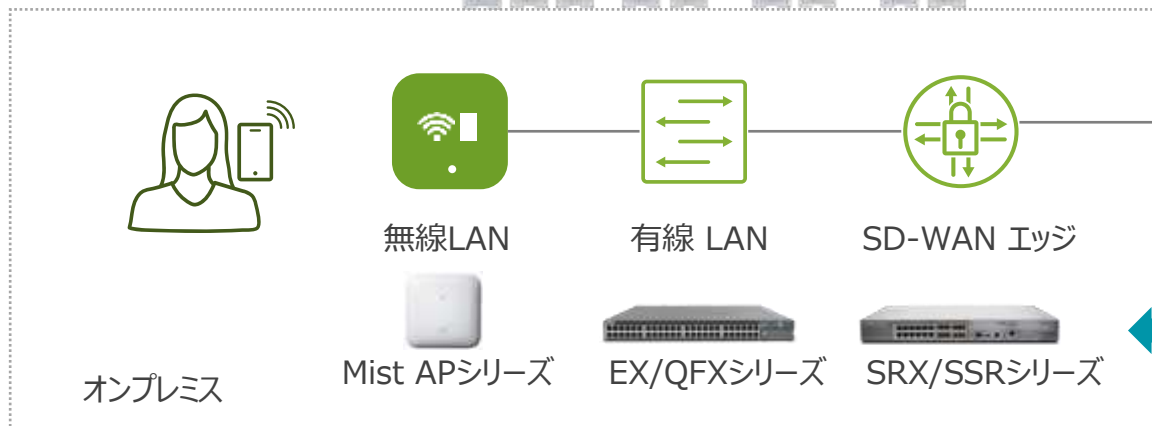 無線LAN
有線 LAN
SD-WAN エッジ
Mist APシリーズ
EX/QFXシリーズ
SRX/SSRシリーズ
オンプレミス